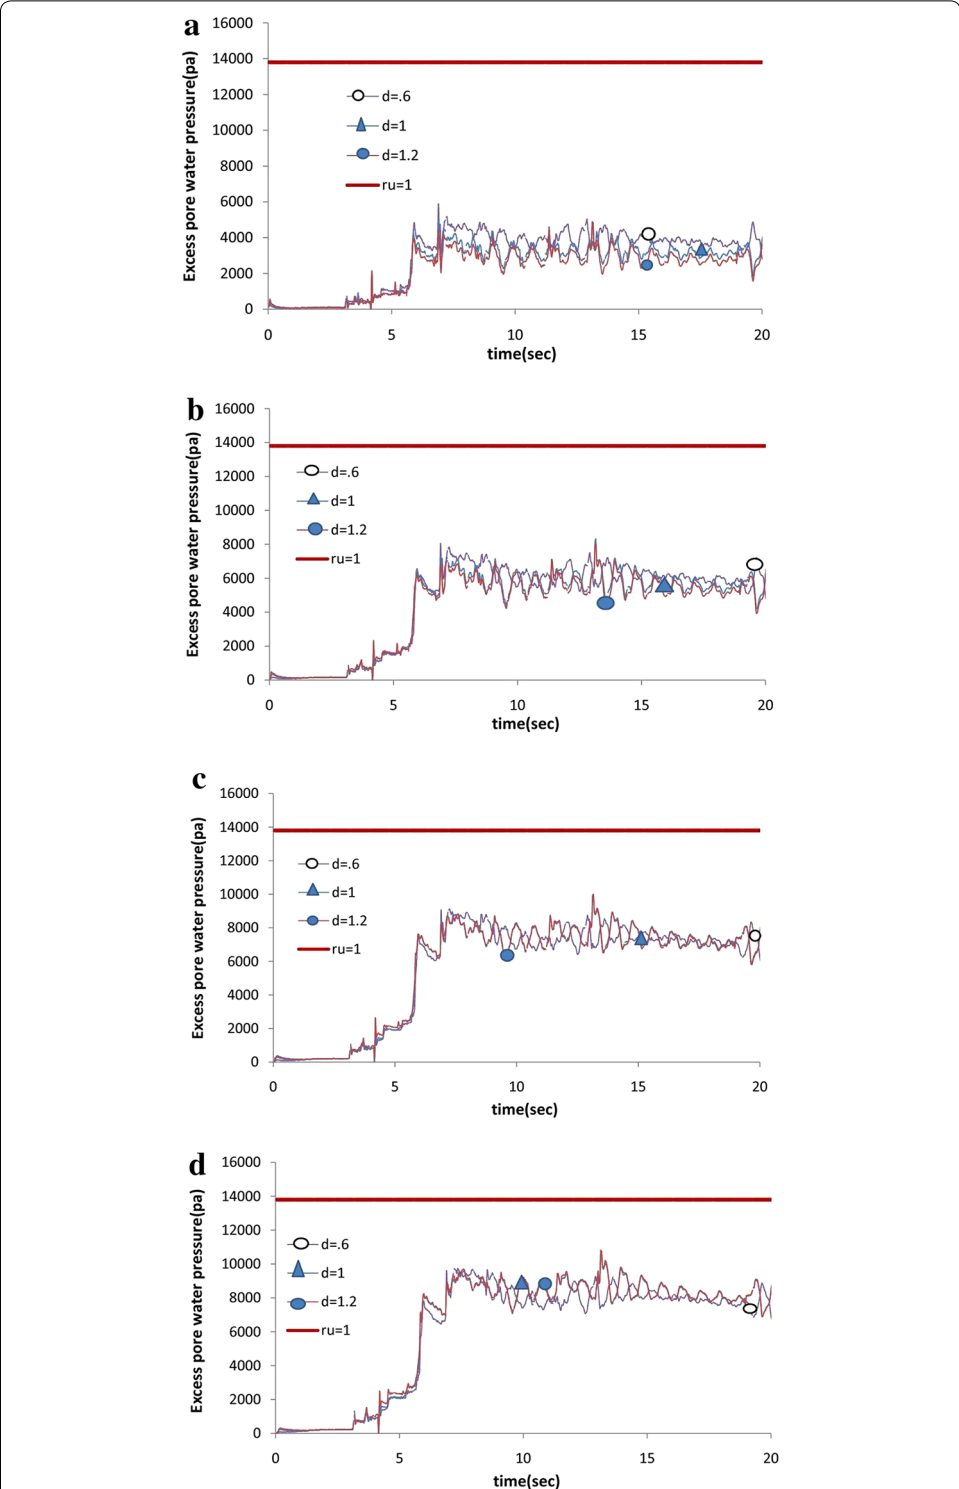 a
Excess pore water pressure(pa)
16000
14000
12000
10000
8000
6000
4000
2000
0
d=.6
d=1
d=1.2
ru=1
0 5 10 15 20
time(sec)
b
Excess pore water pressure(pa)
16000
14000
12000
10000
8000
6000
4000
2000
0
d=.6
d=1
d=1.2
ru=1
0 5 10 15 20
time(sec)
c
Excess pore water pressure(pa)
16000
14000
12000
10000
8000
6000
4000
2000
0
d=.6
d=1
d=1.2
ru=1
0 5 10 15 20
time(sec)
d
Excess pore water pressure(pa)
16000
14000
12000
10000
8000
6000
4000
2000
0
d=.6
d=1
d=1.2
ru=1
0 5 10 15 20
time(sec)